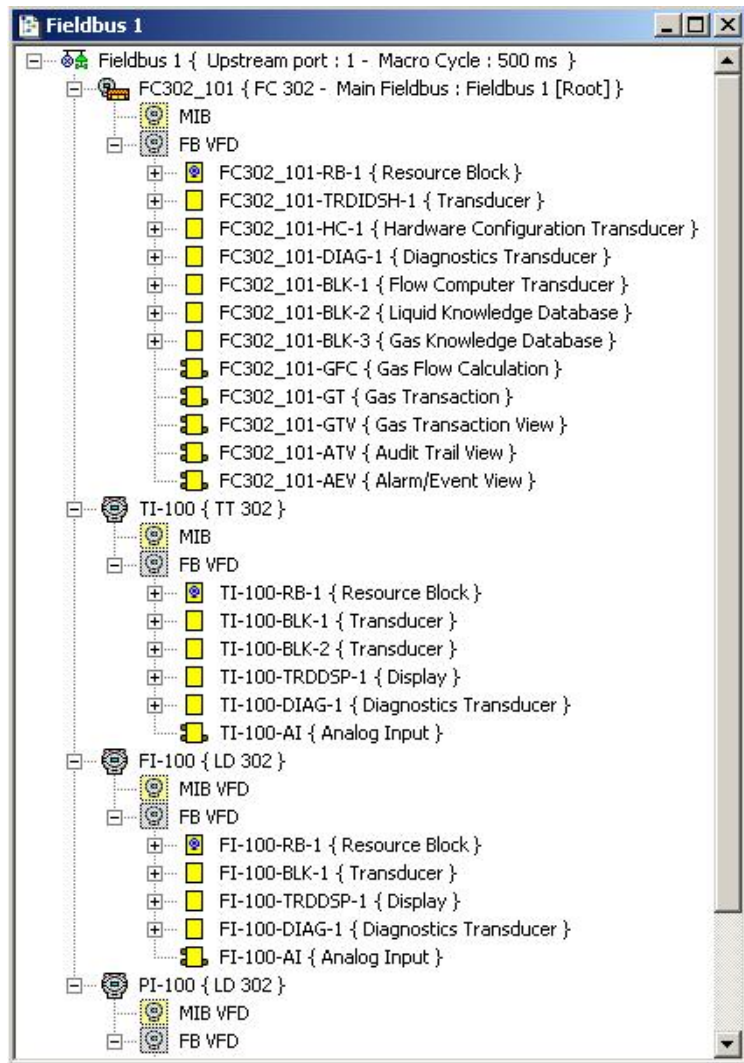 Fieldbus 1
Fieldbus 1 { Upstream port : 1 - Macro Cycle : 500 ms }
FC302_101 { FC 302 - Main Fieldbus : Fieldbus 1 [Root] }
MIB
FB VFD
FC302_101-RB-1 { Resource Block }
FC302_101-TRDIDSH-1 { Transducer }
FC302_101-HC-1 { Hardware Configuration Transducer }
FC302_101-DIAG-1 { Diagnostics Transducer }
FC302_101-BLK-1 { Flow Computer Transducer }
FC302_101-BLK-2 { Liquid Knowledge Database }
FC302_101-BLK-3 { Gas Knowledge Database }
FC302_101-GFC { Gas Flow Calculation }
FC302_101-GT { Gas Transaction }
FC302_101-GTV { Gas Transaction View }
FC302_101-ATV { Audit Trail View }
FC302_101-AEV { Alarm/Event View }
TI-100 { TT 302 }
MIB
FB VFD
TI-100-RB-1 { Resource Block }
TI-100-BLK-1 { Transducer }
TI-100-BLK-2 { Transducer }
TI-100-TRDDSP-1 { Display }
TI-100-DIAG-1 { Diagnostics Transducer }
TI-100-AI { Analog Input }
FI-100 { LD 302 }
MIB VFD
FB VFD
FI-100-RB-1 { Resource Block }
FI-100-BLK-1 { Transducer }
FI-100-TRDDSP-1 { Display }
FI-100-DIAG-1 { Diagnostics Transducer }
FI-100-AI { Analog Input }
PI-100 { LD 302 }
MIB VFD
FB VFD